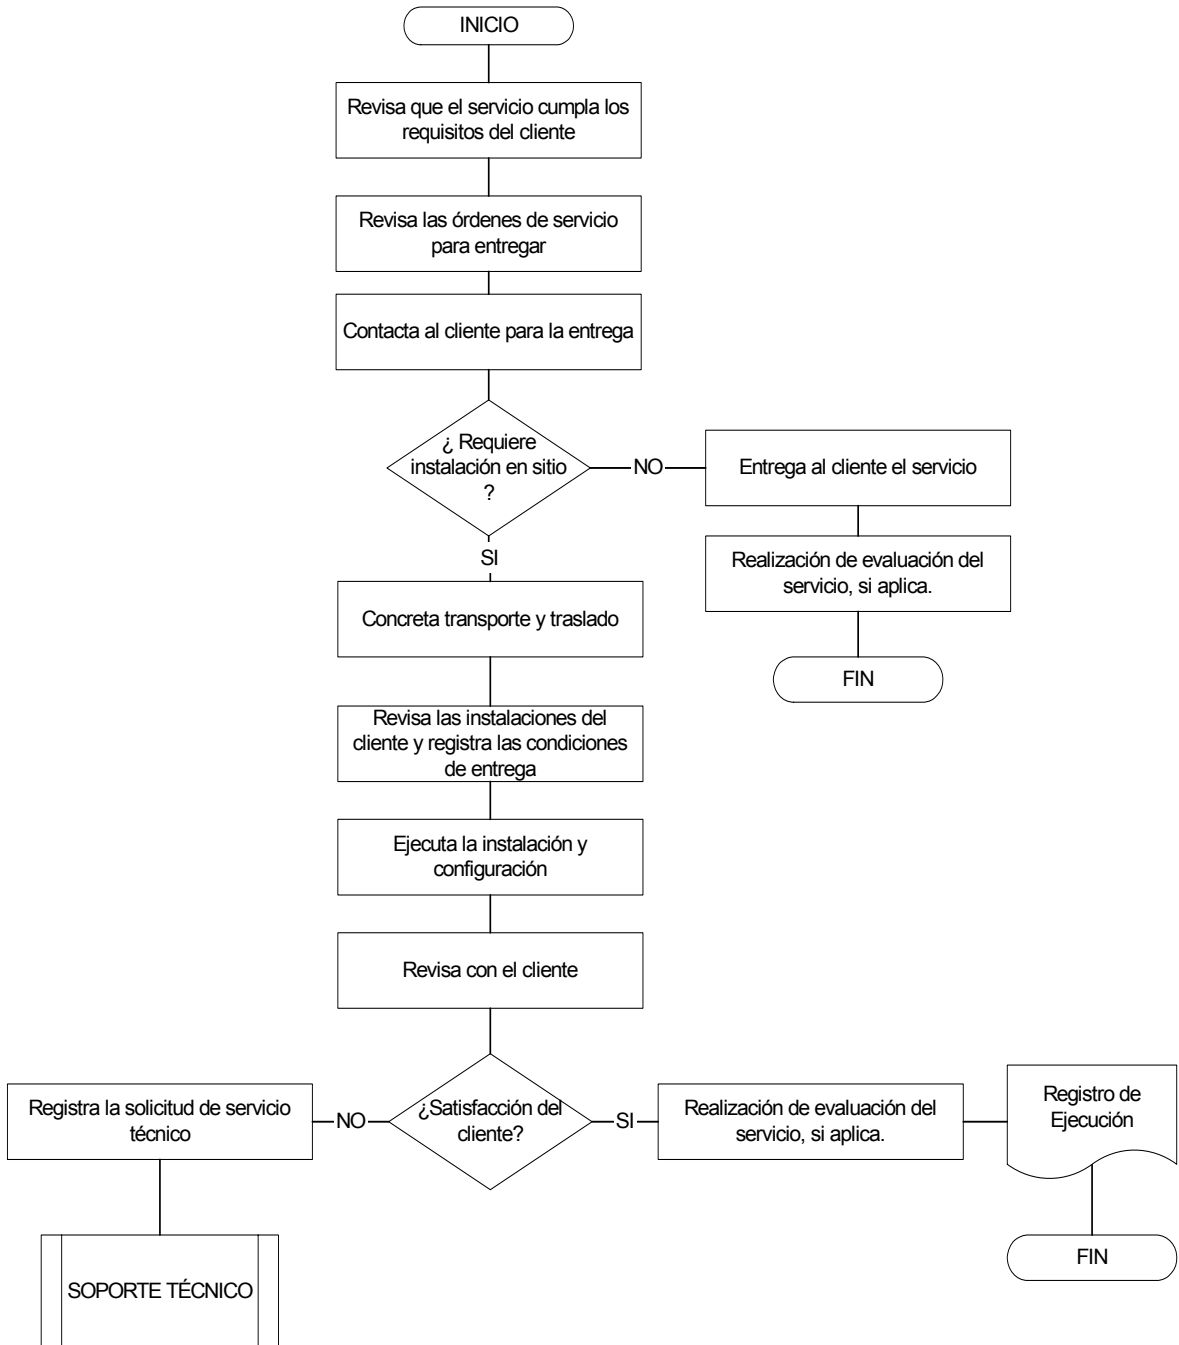 INICIO
Revisa que el servicio cumpla los
requisitos del cliente
Revisa las órdenes de servicio
para entregar
Contacta al cliente para la entrega
¿ Requiere
instalación en sitio
?
NO
Entrega al cliente el servicio
Realización de evaluación del
servicio, si aplica.
FIN
SI
Concreta transporte y traslado
Revisa las instalaciones del
cliente y registra las condiciones
de entrega
Ejecuta la instalación y
configuración
Revisa con el cliente
¿Satisfacción del
cliente?
NO
Registra la solicitud de servicio
técnico
SOPORTE TÉCNICO
SI
Realización de evaluación del
servicio, si aplica.
Registro de
Ejecución
FIN